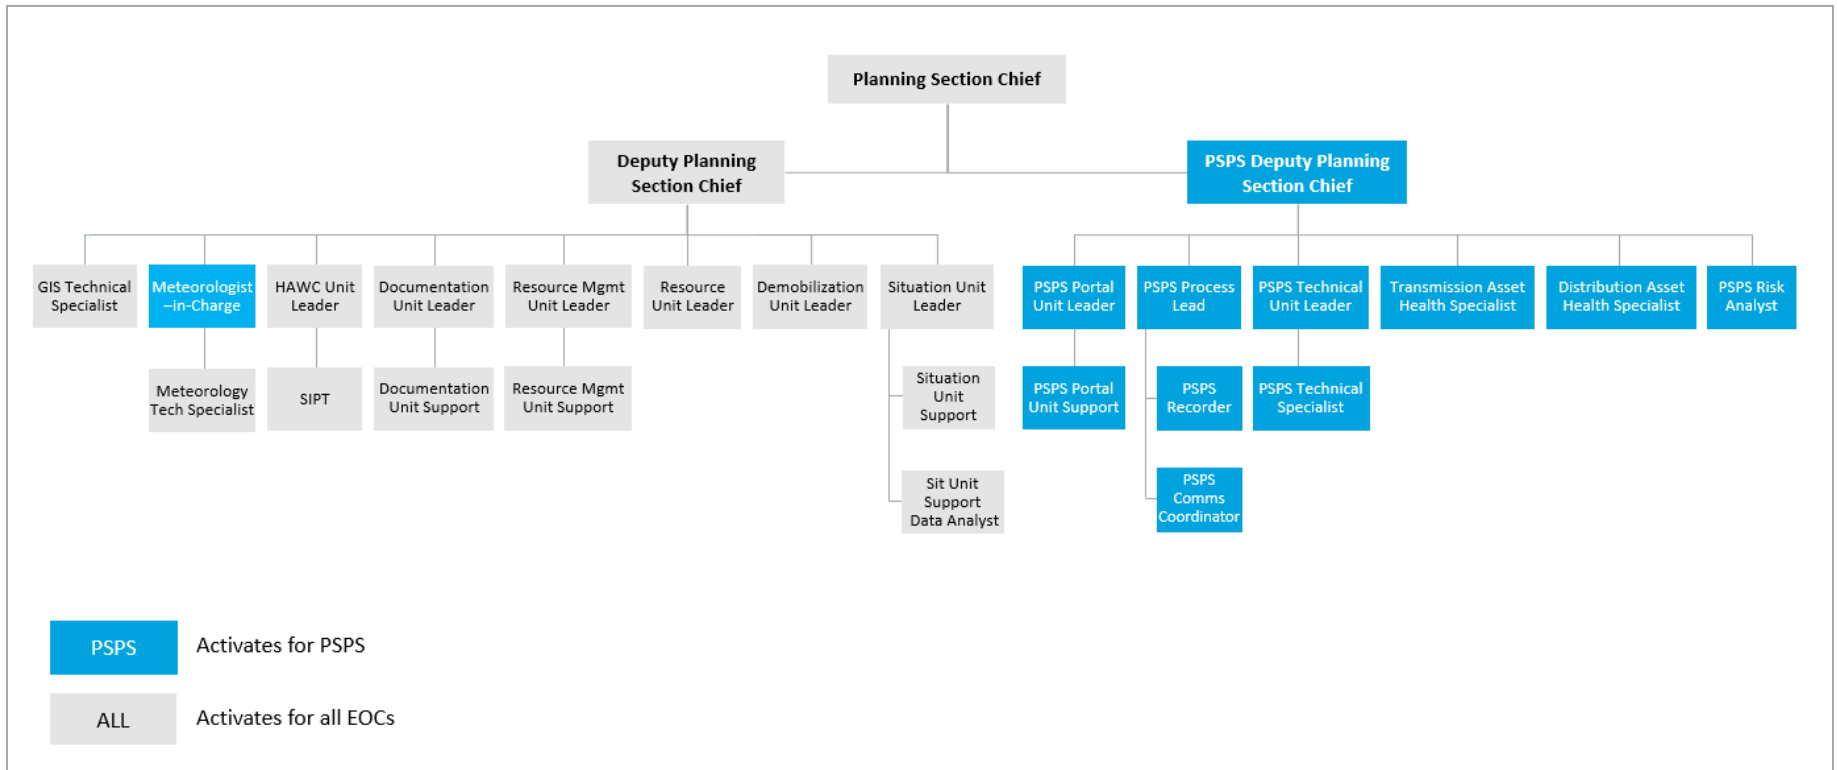 Planning Section Chief
Deputy Planning
Section Chief
PSPS Deputy Planning
Section Chief
GIS Technical
Specialist
Meteorologist
–in-Charge
HAWC Unit
Leader
Documentation
Unit Leader
Resource Mgmt
Unit Leader
Resource
Unit Leader
Demobilization
Unit Leader
Situation Unit
Leader
PSPS Portal
Unit Leader
PSPS Process
Lead
PSPS Technical
Unit Leader
Transmission Asset
Health Specialist
Distribution Asset
Health Specialist
PSPS Risk
Analyst
Meteorology
Tech Specialist
SIPT
Documentation
Unit Support
Resource Mgmt
Unit Support
Situation
Unit
Support
PSPS Portal
Unit Support
PSPS
Recorder
PSPS Technical
Specialist
Sit Unit
Support
Data Analyst
PSPS
Comms
Coordinator
PSPS
Activates for PSPS
ALL
Activates for all EOCs